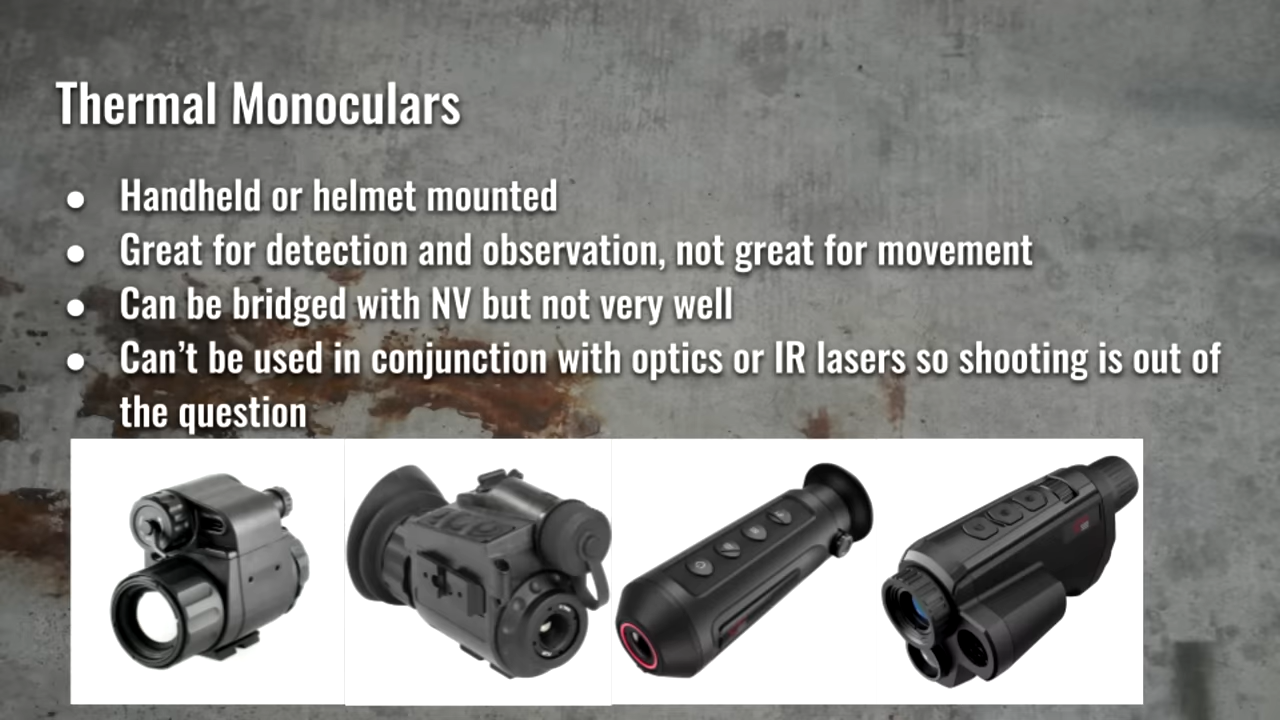 Thermal Monoculars
● Handheld or helmet mounted
● Great for detection and observation, not great for movement
● Can be bridged with NV but not very well
● Can’t be used in conjunction with optics or IR lasers so shooting is out of
the question